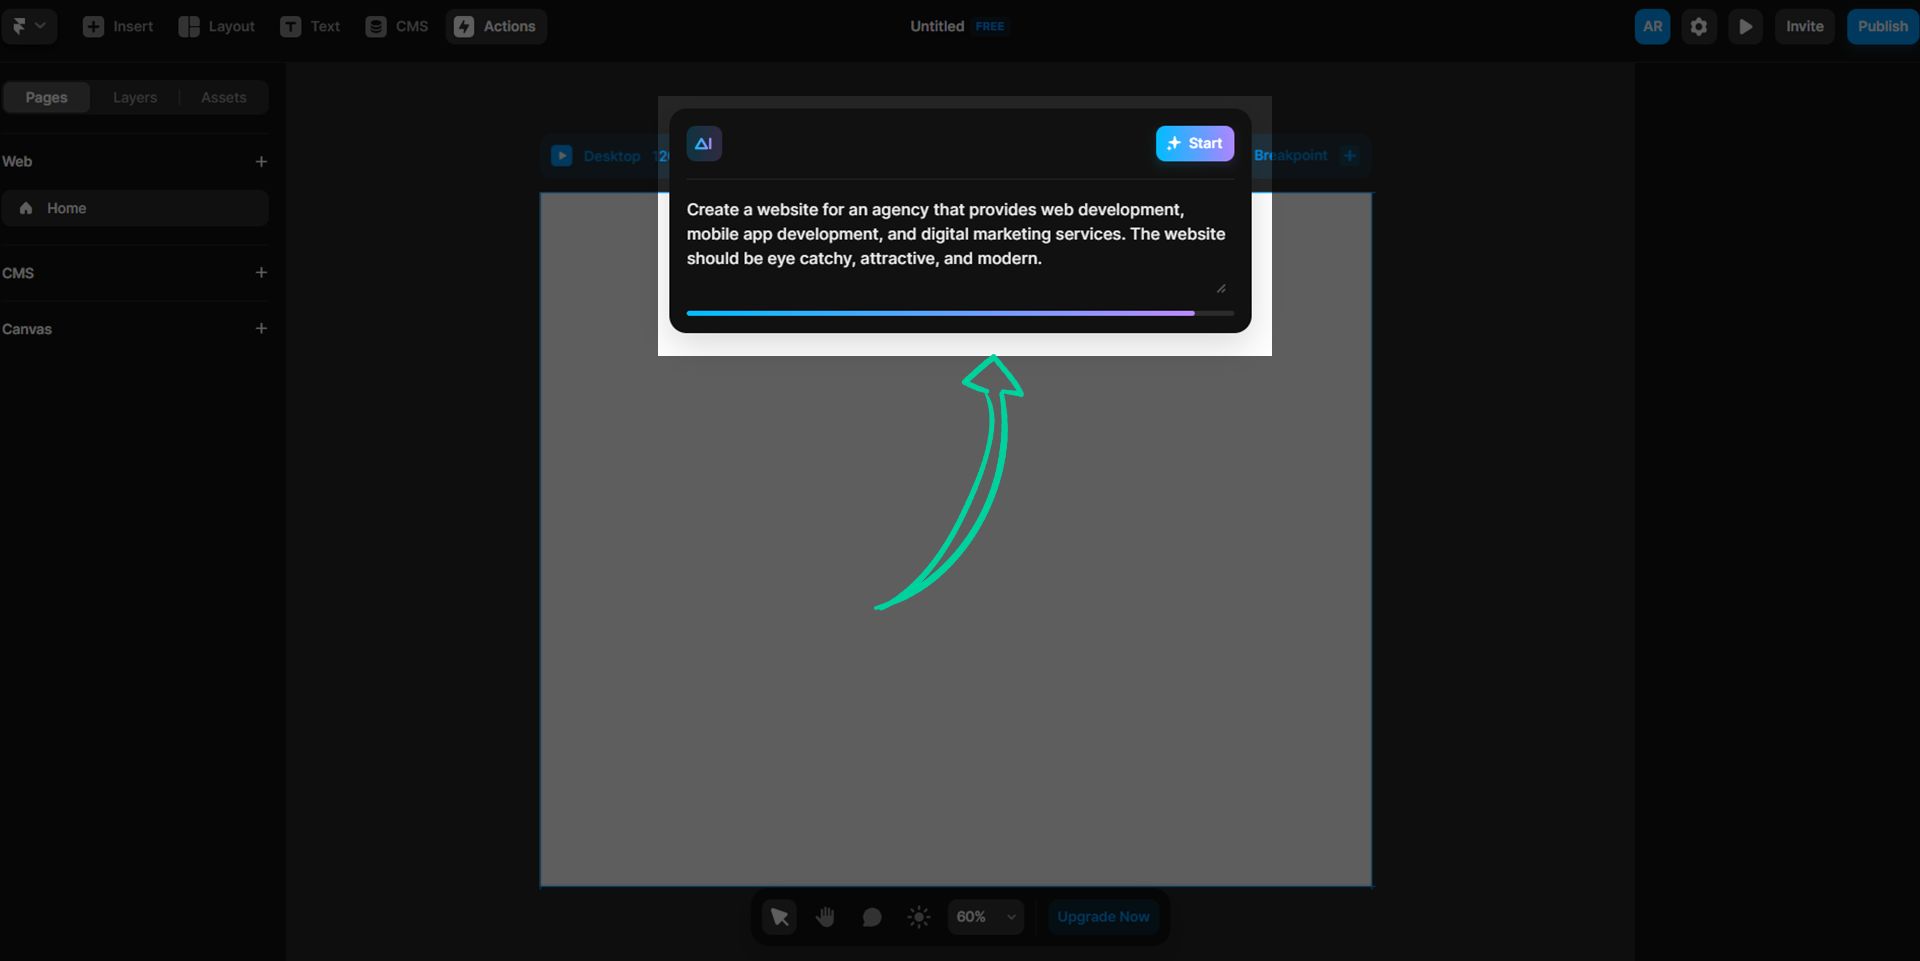 Insert
Layout
Text
CMS
Actions
Untitled FREE
AR
Invite
Publish
Pages
Layers
Assets
Web
Home
CMS
Canvas
Desktop
Breakpoint
AI
Start
Create a website for an agency that provides web development,
mobile app development, and digital marketing services. The website
should be eye catchy, attractive, and modern.
60%
Upgrade Now